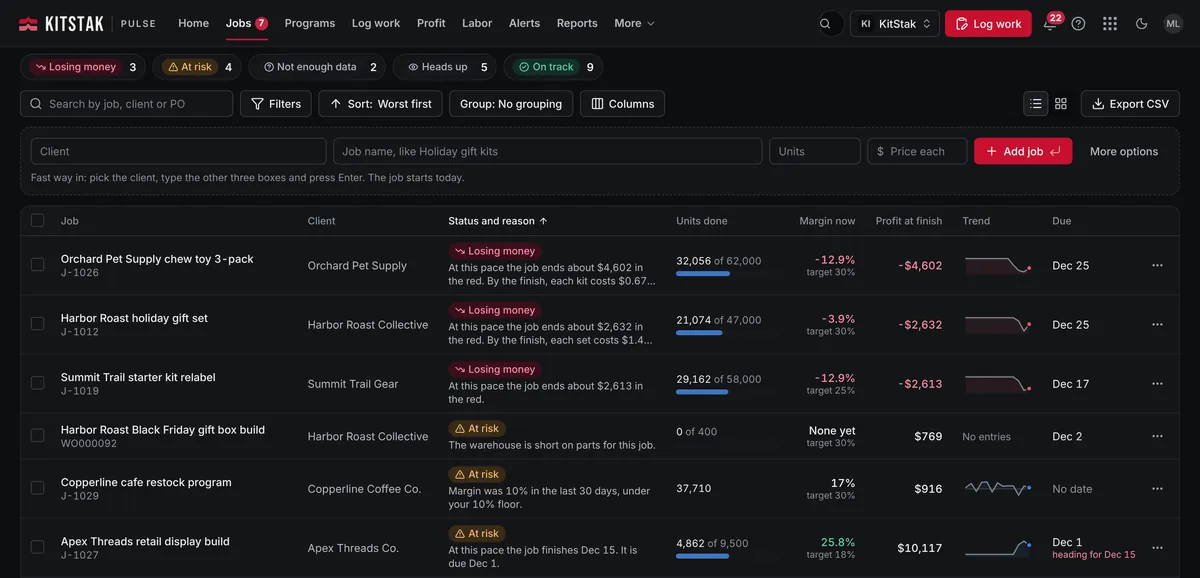 KITSTAK PULSE Home Jobs 7 Programs Log work Profit Labor Alerts Reports More KI KitStak Log work 22 ML
Losing money 3 At risk 4 Not enough data 2 Heads up 5 On track 9
Search by job, client or PO Filters Sort: Worst first Group: No grouping Columns Export CSV
Client Job name, like Holiday gift kits Units $ Price each Add job More options
Fast way in: pick the client, type the other three boxes and press Enter. The job starts today.
Job Client Status and reason Units done Margin now Profit at finish Trend Due
Losing money
Orchard Pet Supply chew toy 3-pack
J-1026
Orchard Pet Supply
At this pace the job ends about $4,602 in
the red. By the finish, each kit costs $0.67...
32,056 of 62,000
-12.9%
target 30%
-$4,602
Dec 25
Losing money
Harbor Roast holiday gift set
J-1012
Harbor Roast Collective
At this pace the job ends about $2,632 in
the red. By the finish, each set costs $1.4...
21,074 of 47,000
-3.9%
target 30%
-$2,632
Dec 25
Losing money
Summit Trail starter kit relabel
J-1019
Summit Trail Gear
At this pace the job ends about $2,613 in
the red.
29,162 of 58,000
-12.9%
target 25%
-$2,613
Dec 17
At risk
Harbor Roast Black Friday gift box build
WO000092
Harbor Roast Collective
The warehouse is short on parts for this job.
0 of 400
None yet
target 30%
$769
No entries
Dec 2
At risk
Copperline cafe restock program
J-1029
Copperline Coffee Co.
Margin was 10% in the last 30 days, under
your 10% floor.
37,710
17%
target 30%
$916
No date
At risk
Apex Threads retail display build
J-1027
Apex Threads Co.
At this pace the job finishes Dec 15. It is
due Dec 1.
4,862 of 9,500
25.8%
target 18%
$10,117
Dec 1
heading for Dec 15